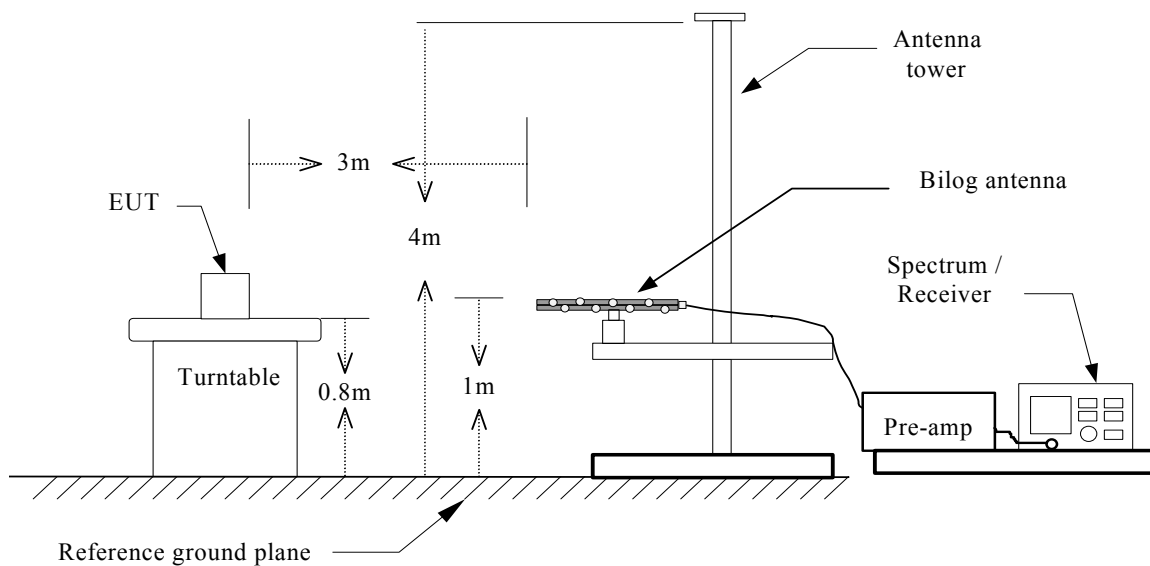 Antenna
tower
3m
Bilog antenna
EUT
4m
Spectrum /
Receiver
Turntable
0.8m
1m
Pre-amp
Reference ground plane